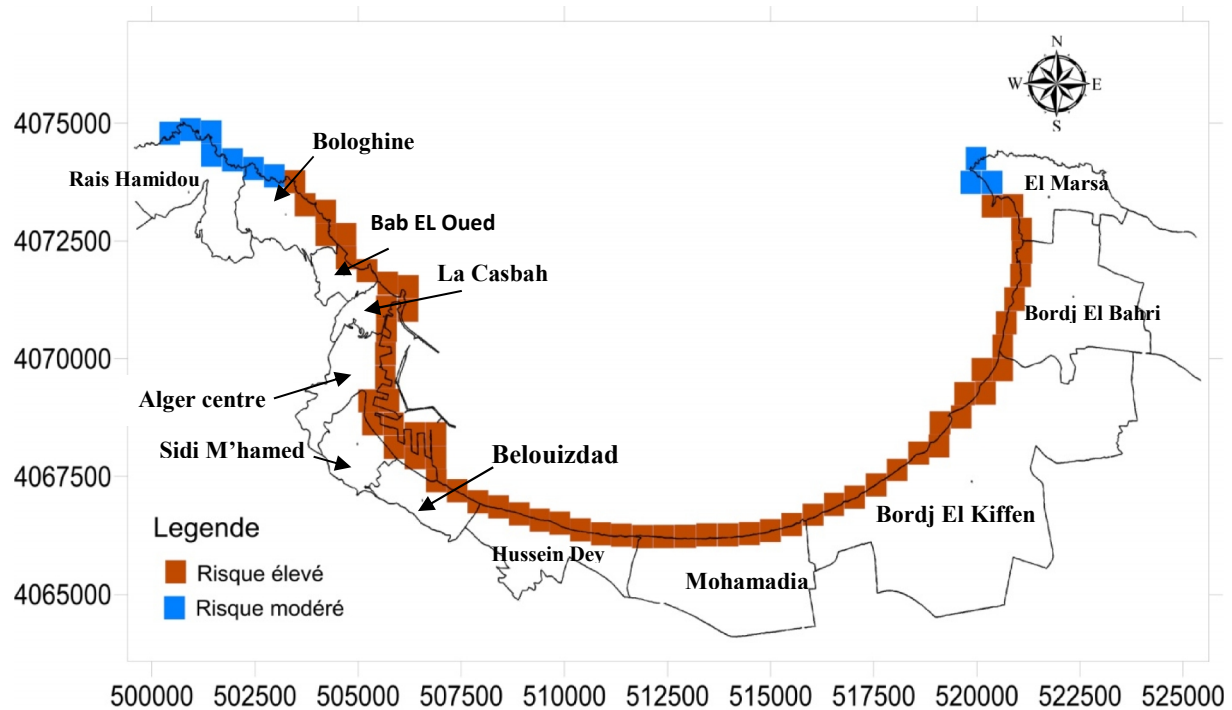 N
W E
S
4075000
Bologhine
Rais Hamidou
El Marsa
Bab EL Oued
4072500
La Casbah
Bordj El Bahri
4070000
Alger centre
Sidi M’hamed
Belouizdad
4067500
Bordj El Kiffen
Legende
Hussein Dey
Risque élevé
Mohamadia
4065000
Risque modéré
500000 502500 505000 507500 510000 512500 515000 517500 520000 522500 525000